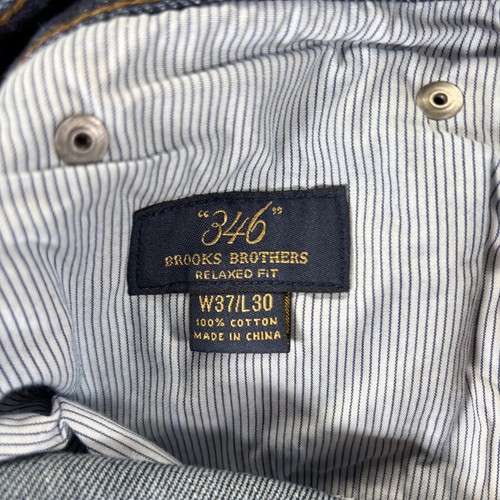 "346"
BROOKS BROTHERS
RELAXED FIT
W37/L30
100% COTTON
MADE IN CHINA